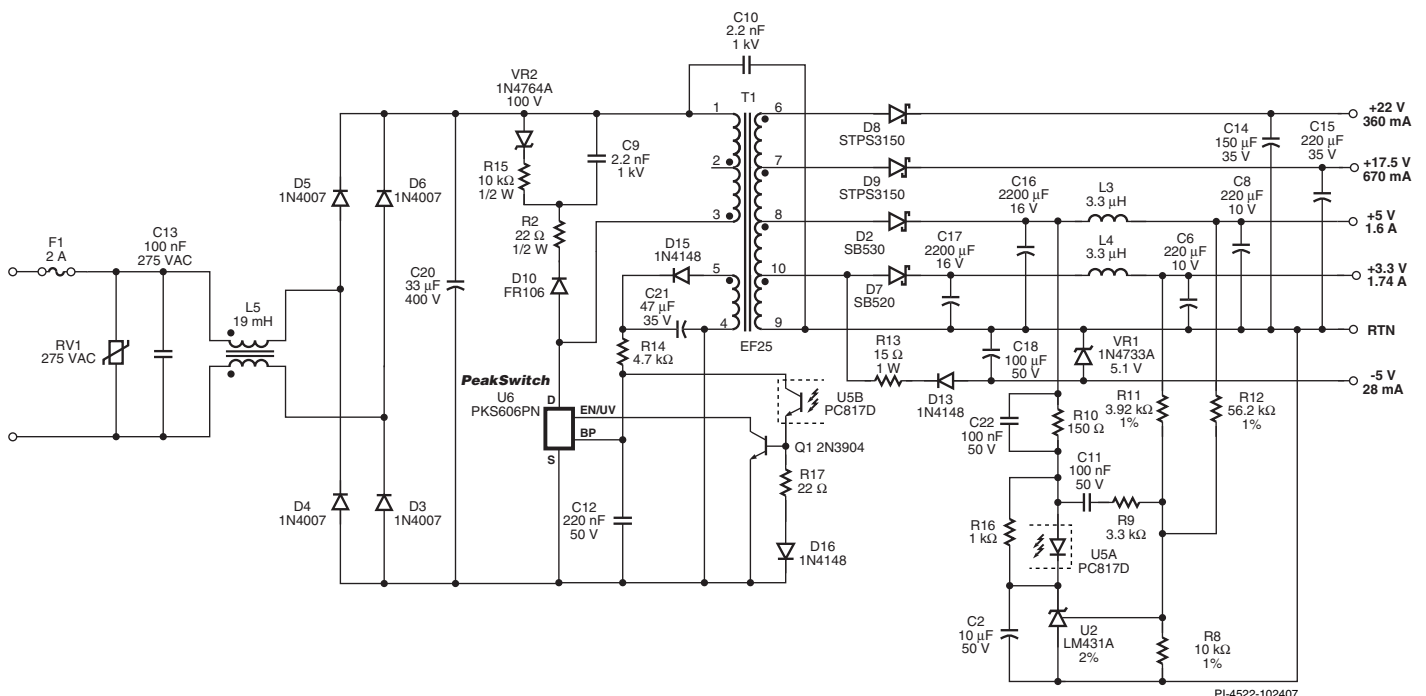 C10
2.2 nF
1 kV
VR2
1N4764A
100 V
T1
1
6
D8
STPS3150
C14
150 µF
35 V
C15
220 µF
35 V
+22 V
360 mA
R15
10 kΩ
1/2 W
C9
2.2 nF
1 kV
2
7
D9
STPS3150
+17.5 V
670 mA
D5
1N4007
D6
1N4007
C16
2200 µF
16 V
L3
3.3 µH
C8
220 µF
10 V
3
8
D2
SB530
+5 V
1.6 A
R2
22 Ω
1/2 W
F1
2 A
C13
100 nF
275 VAC
D15
1N4148
C17
2200 µF
16 V
L4
3.3 µH
C6
220 µF
10 V
5
10
D7
SB520
+3.3 V
1.74 A
C20
33 µF
400 V
D10
FR106
C21
47 µF
35 V
L5
19 mH
4
9
EF25
RTN
RV1
275 VAC
R14
4.7 kΩ
R13
15 Ω
1 W
C18
100 µF
50 V
VR1
1N4733A
5.1 V
D13
1N4148
-5 V
28 mA
PeakSwitch
U6
PKS606PN
D
EN/UV
BP
S
U5B
PC817D
R11
3.92 kΩ
1%
R12
56.2 kΩ
1%
C22
100 nF
50 V
R10
150 Ω
Q1 2N3904
C11
100 nF
50 V
R17
22 Ω
D4
1N4007
D3
1N4007
C12
220 nF
50 V
R16
1 kΩ
R9
3.3 kΩ
D16
1N4148
U5A
PC817D
C2
10 µF
50 V
U2
LM431A
2%
R8
10 kΩ
1%
PI-4522-102407